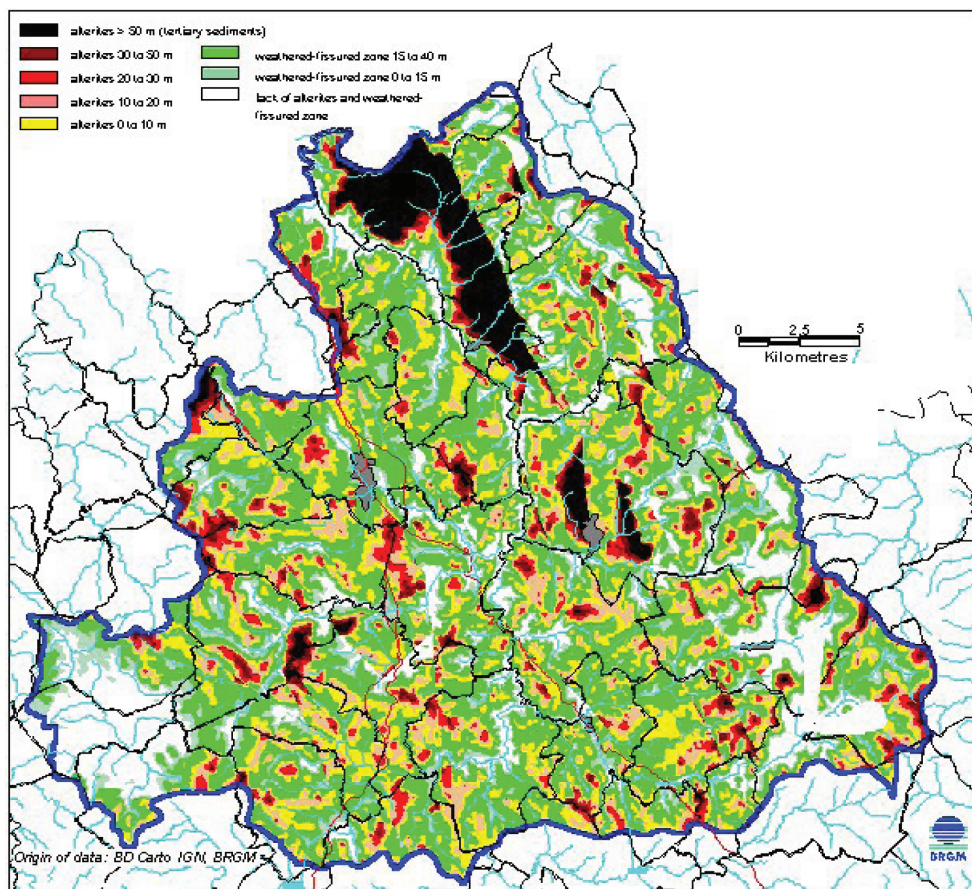 alterites > 50 m (tertiary sediments)
alterites 30 to 50 m
alterites 20 to 30 m
alterites 10 to 20 m
alterites 0 to 10 m
weathered-fissured zone 15 to 40 m
weathered-fissured zone 0 to 15 m
lack of alterites and weathered-
fissured zone
0 2,5 5
Kilometres
Origin of data: BD Carto IGN, BRGM
BRGM